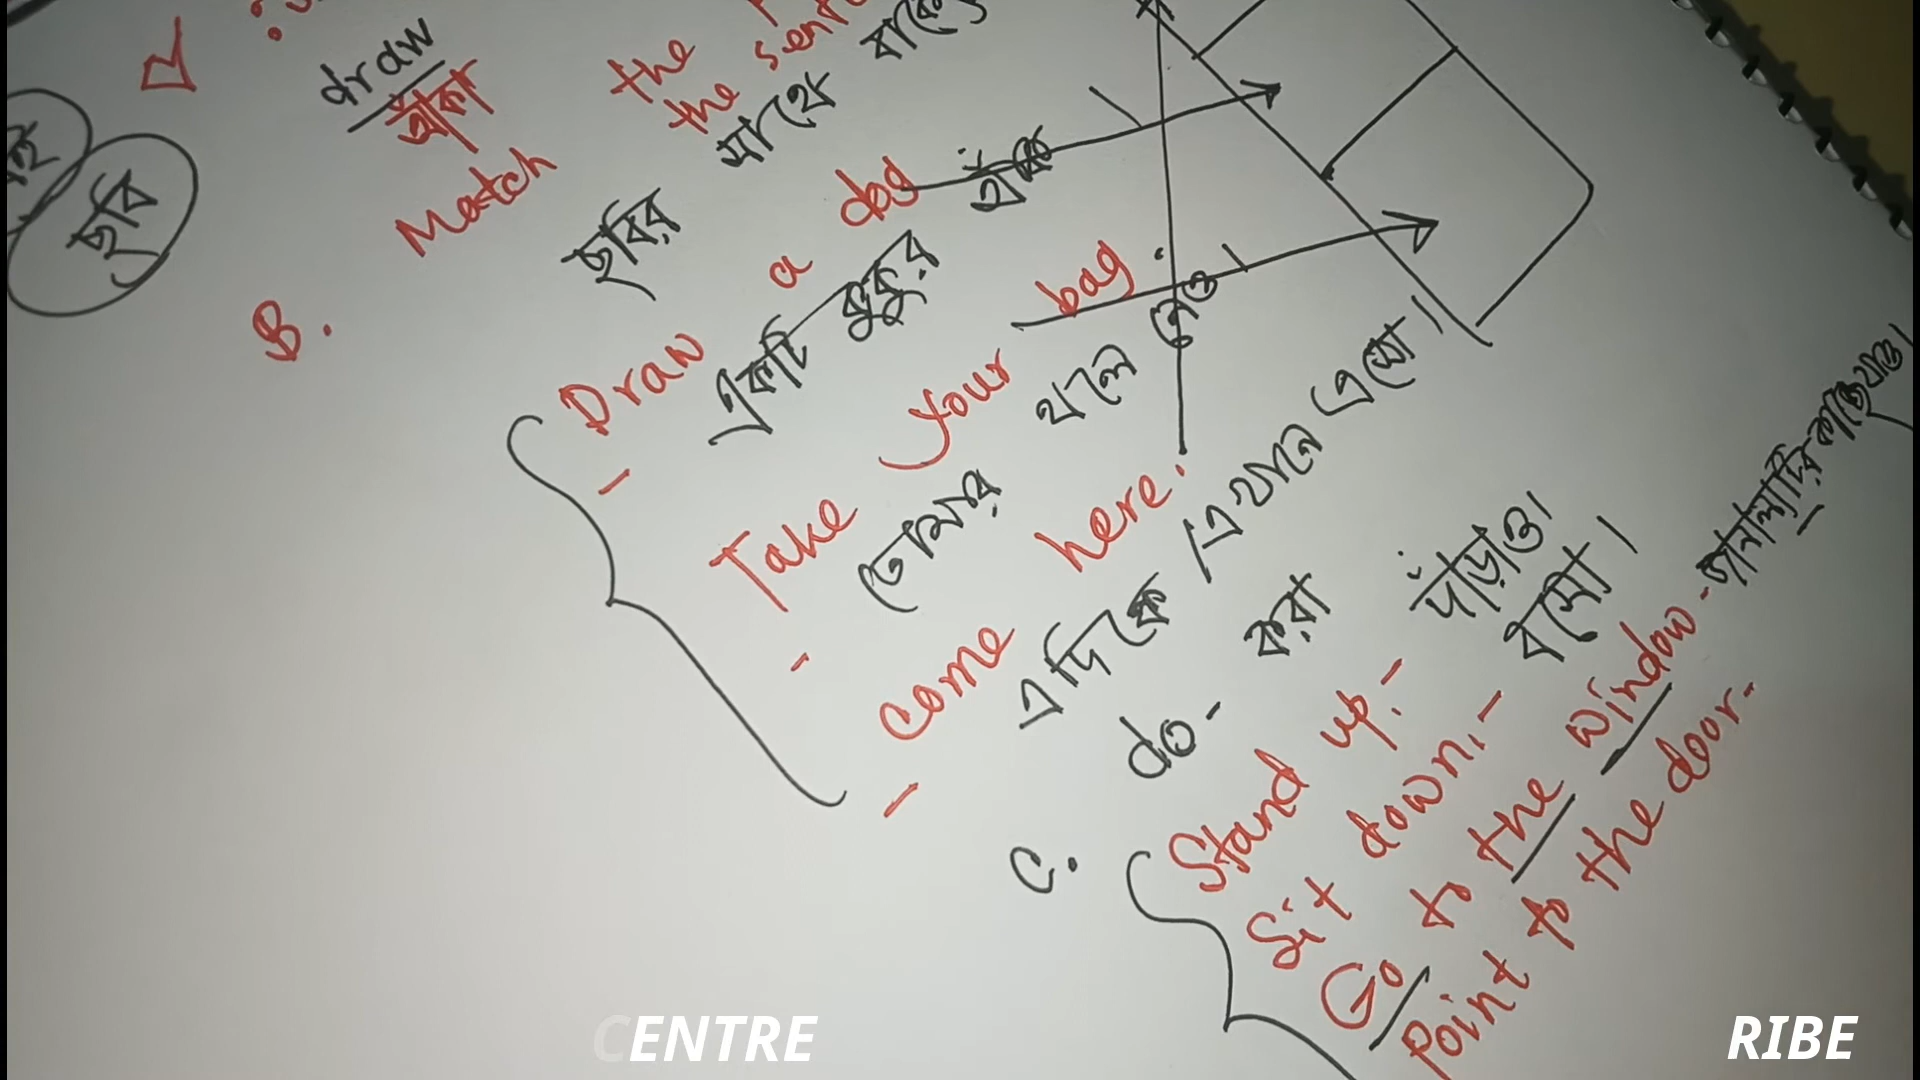 draw
আঁকা
ছবি
B. Match the
the
ছবির সাথে
- Draw a dog
একটি কুকুর আঁক
- Take your bag.
তোমার থলে নেও।
- Come here.
এদিকে / এখানে এসো।
do - করা
C. Stand up. - দাঁড়াও।
Sit down. - বসো।
Go to the window - জানালার কাছে যাও।
Point to the door.
CENTRE
RIBE